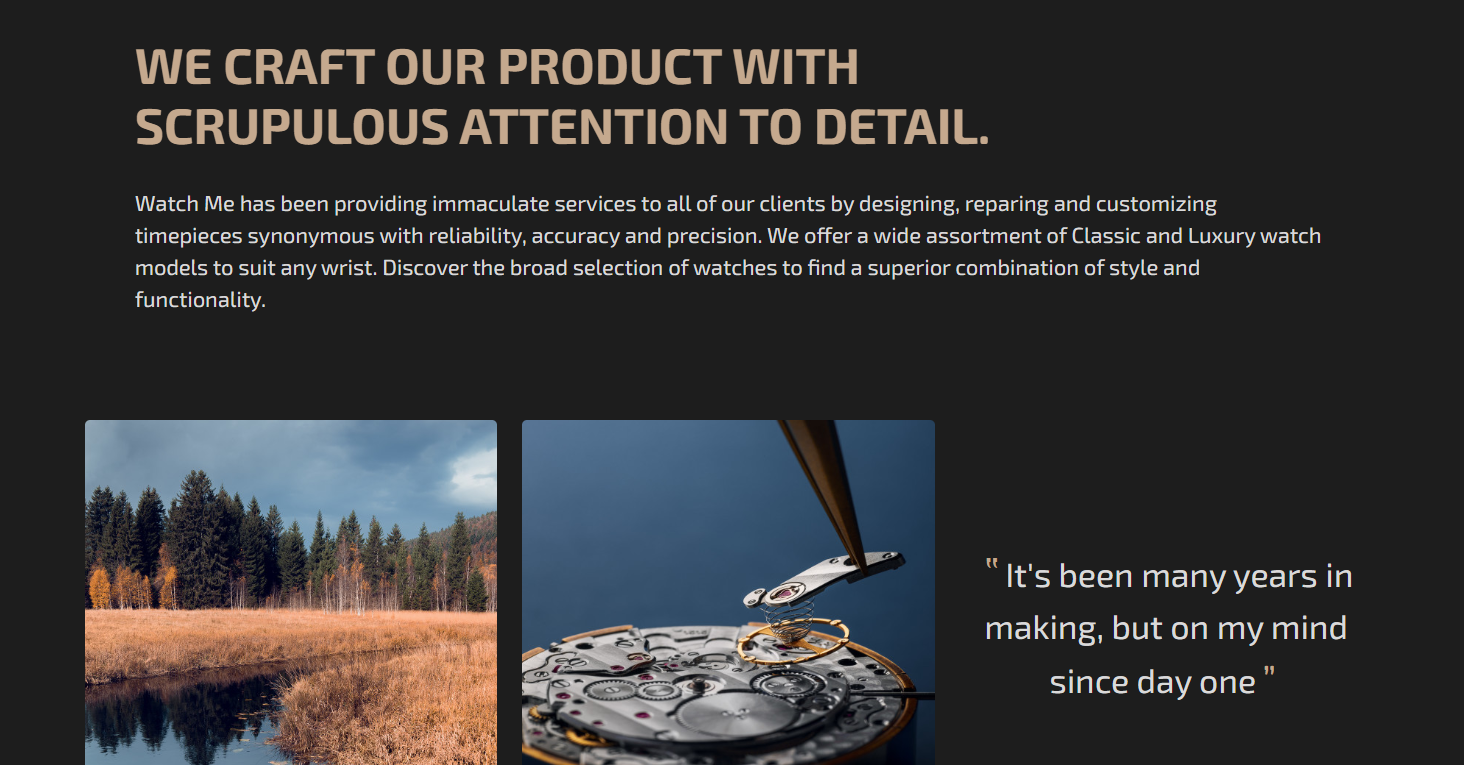 WE CRAFT OUR PRODUCT WITH
SCRUPULOUS ATTENTION TO DETAIL.
Watch Me has been providing immaculate services to all of our clients by designing, reparing and customizing
timepieces synonymous with reliability, accuracy and precision. We offer a wide assortment of Classic and Luxury watch
models to suit any wrist. Discover the broad selection of watches to find a superior combination of style and
functionality.
‟ It's been many years in
making, but on my mind
since day one ”